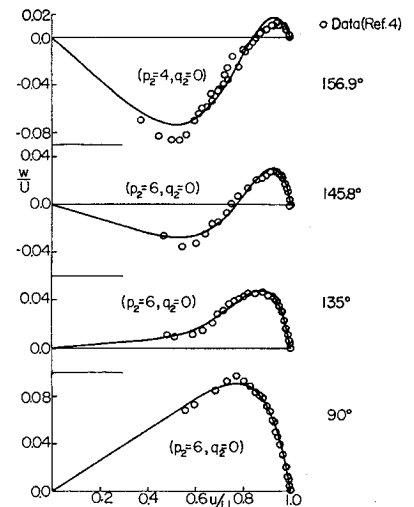 0.02
0.0
o Data(Ref.4)
(p2=4,q2=0)
156.9°
-0.04
-0.08
0.04
w/U
(p2=6,q2=0)
145.8°
0.0
-0.04
0.04
(p2=6,q2=0)
135°
0.0
0.08
90°
0.04
(p2=6,q2=0)
0.0
0.2 0.4 0.6 u/U 0.8 1.0